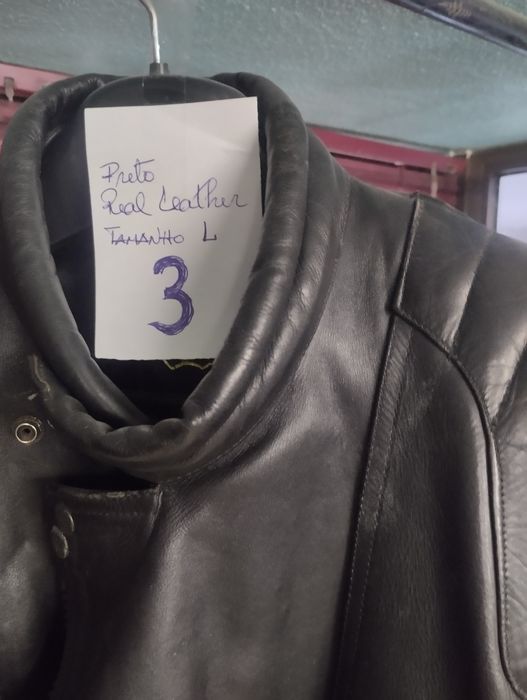 Preto
Real Leather
TAMANHO L
3